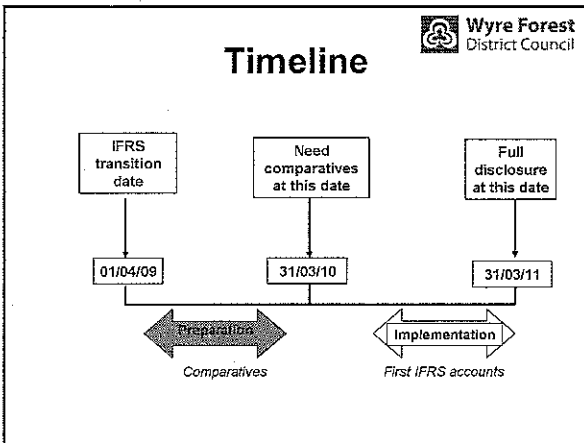 Wyre Forest
District Council
Timeline
IFRS
transition
date
Need
comparatives
at this date
Full
disclosure
at this date
01/04/09
31/03/10
31/03/11
Preparation
Implementation
Comparatives
First IFRS accounts